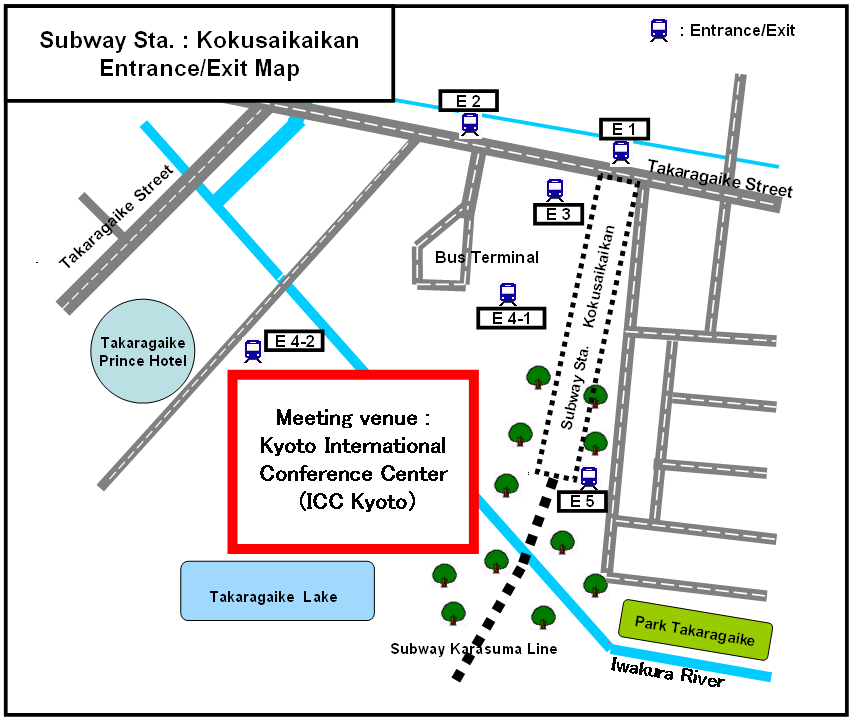 Subway Sta. : Kokusaikaikan
Entrance/Exit Map
: Entrance/Exit
E 2
E 1
Takaragaike Street
Takaragaike Street
E 3
Bus Terminal
E 4-1
Subway Sta. Kokusaikaikan
Takaragaike
Prince Hotel
E 4-2
Meeting venue :
Kyoto International
Conference Center
(ICC Kyoto)
E 5
Takaragaike Lake
Park Takaragaike
Subway Karasuma Line
Iwakura River